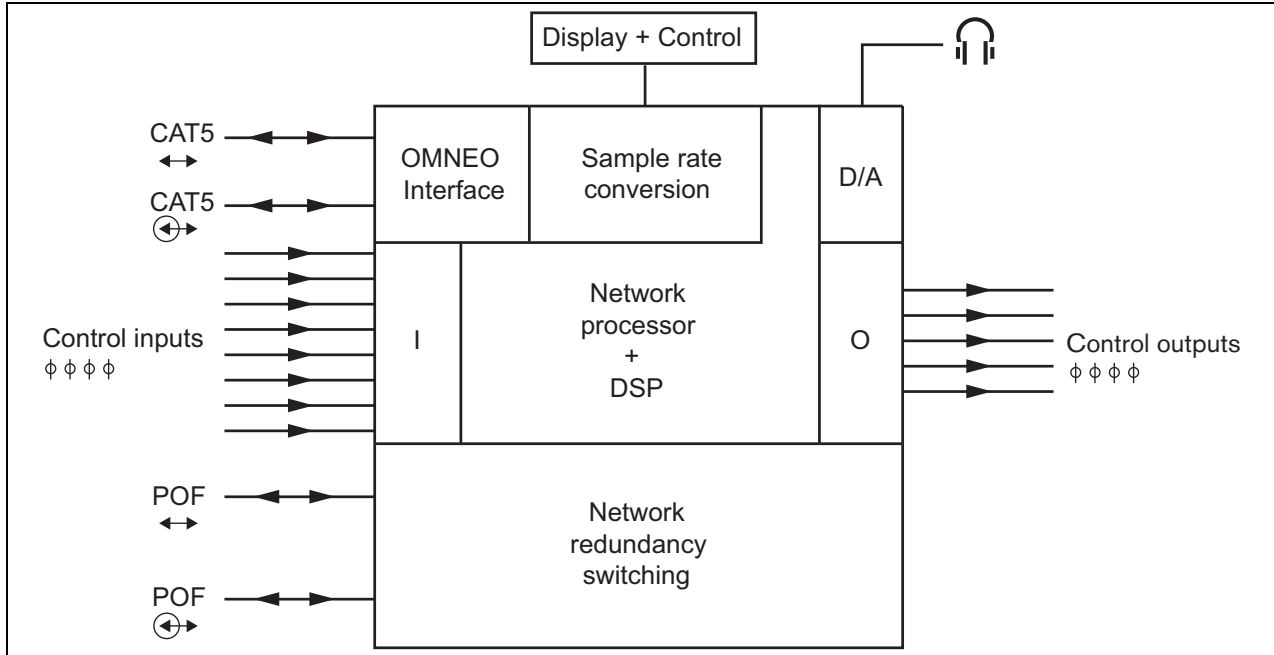 Display + Control
CAT5
CAT5
OMNEO
Interface
Sample rate
conversion
D/A
Control inputs
I
Network
processor
+
DSP
O
Control outputs
POF
POF
Network
redundancy
switching